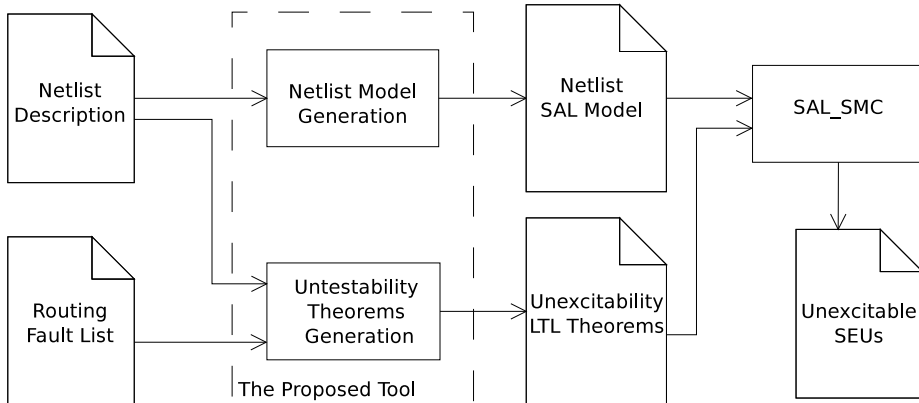 Netlist
Description
Netlist Model
Generation
Netlist
SAL Model
SAL_SMC
Routing
Fault List
Untestability
Theorems
Generation
Unexcitability
LTL Theorems
Unexcitable
SEUs
The Proposed Tool